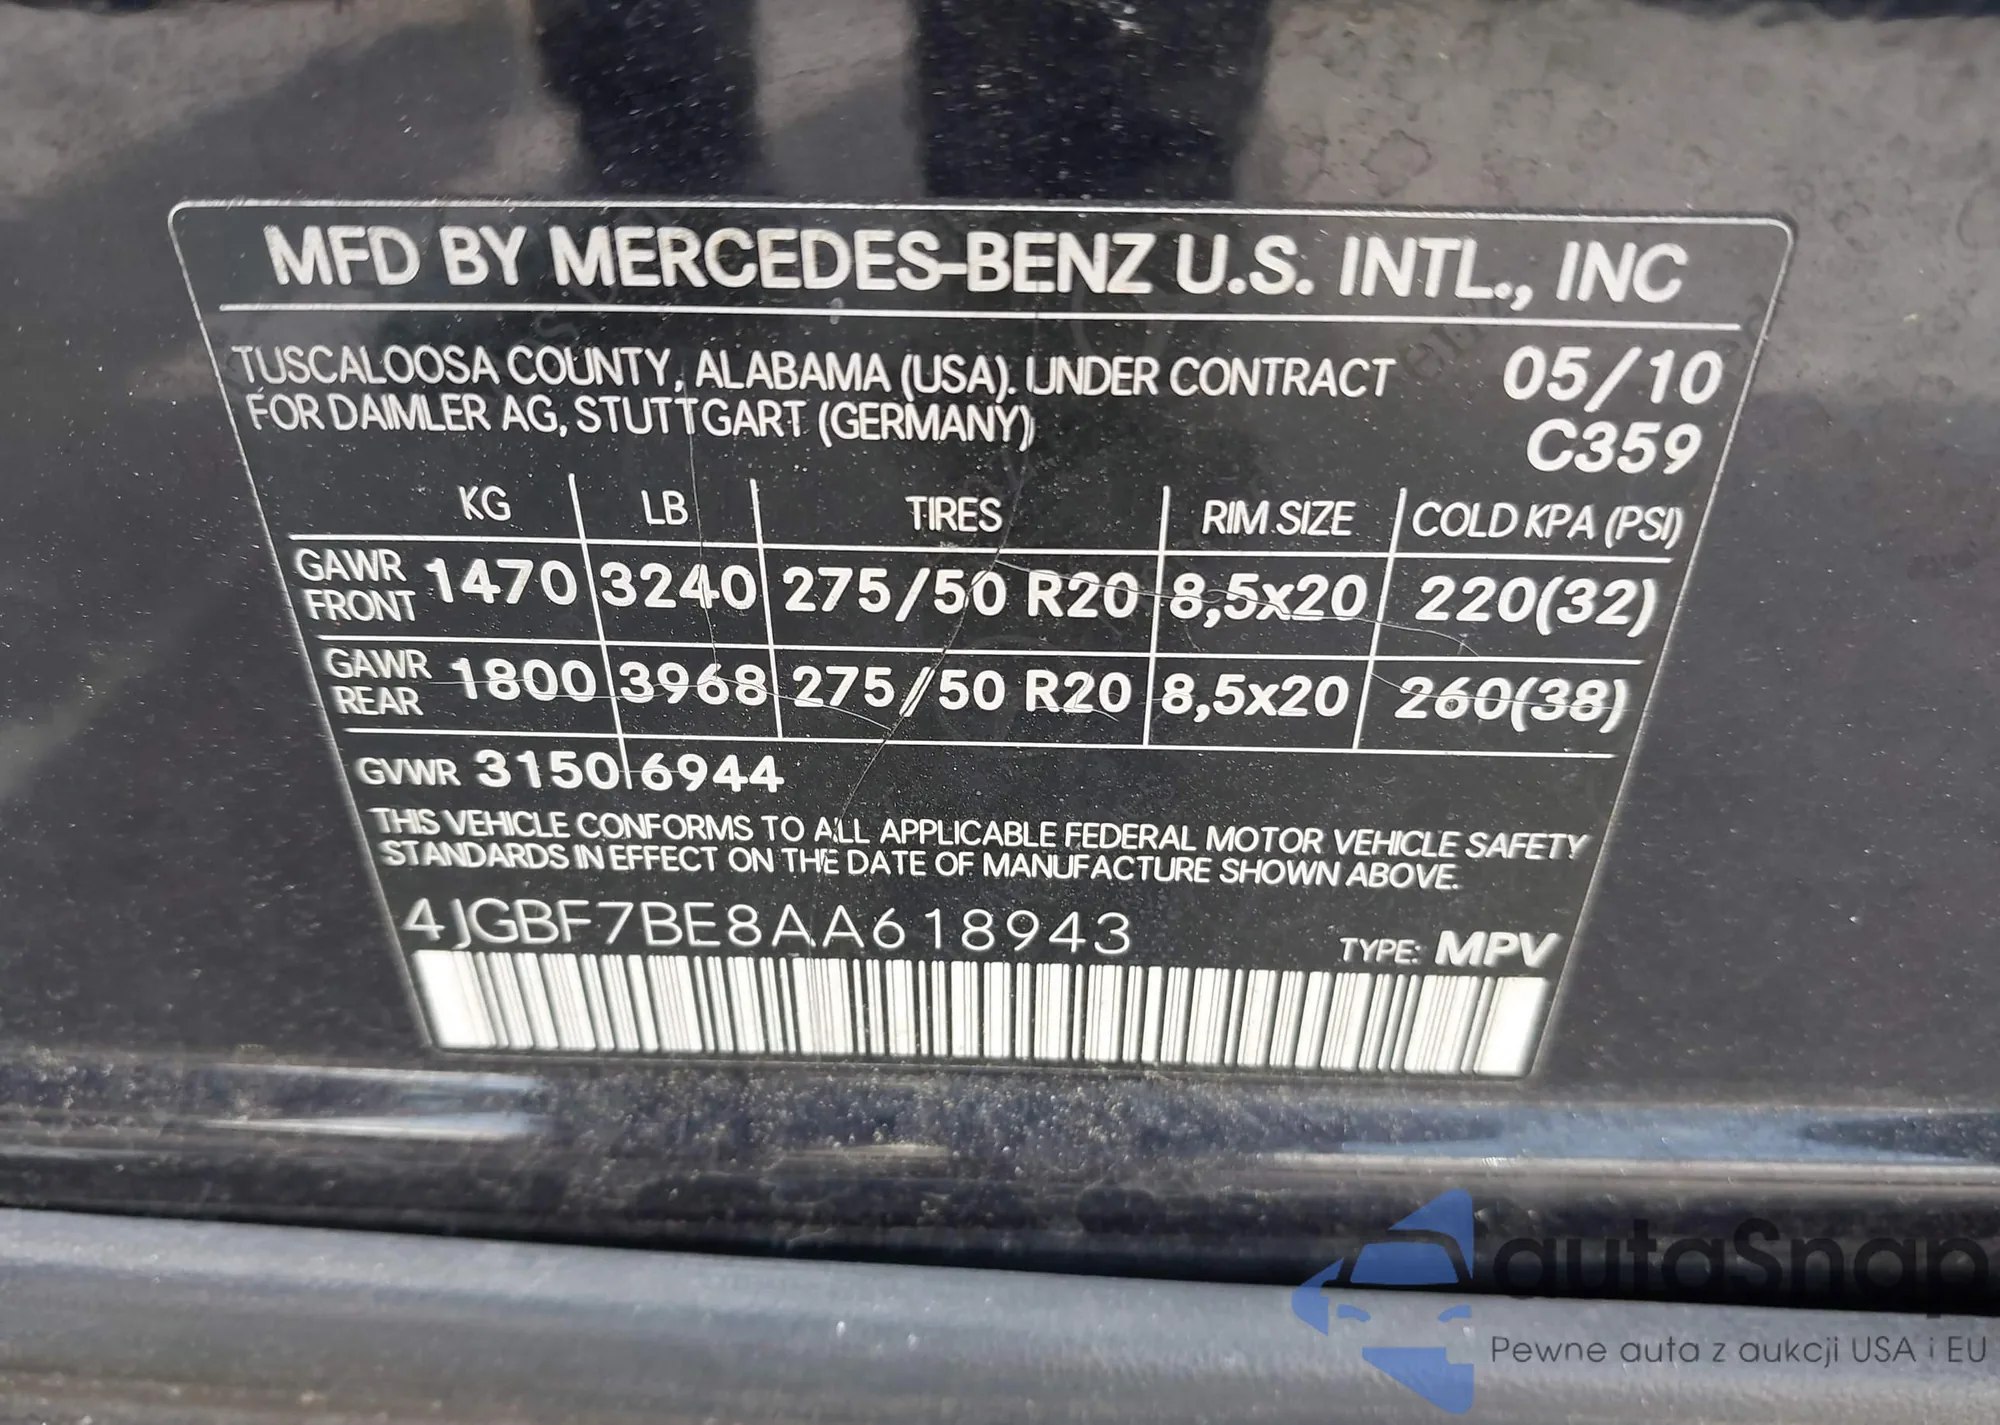 MFD BY MERCEDES-BENZ U.S. INTL., INC
TUSCALOOSA COUNTY, ALABAMA (USA). UNDER CONTRACT 05/10
FOR DAIMLER AG, STUTTGART (GERMANY) C359
KG LB TIRES RIM SIZE COLD KPA (PSI)
GAWR FRONT 1470 3240 275/50 R20 8,5x20 220(32)
GAWR REAR 1800 3968 275/50 R20 8,5x20 260(38)
GVWR 3150 6944
THIS VEHICLE CONFORMS TO ALL APPLICABLE FEDERAL MOTOR VEHICLE SAFETY
STANDARDS IN EFFECT ON THE DATE OF MANUFACTURE SHOWN ABOVE.
4JGBF7BE8AA618943 TYPE: MPV
autoSnap
Pewne auta z aukcji USA i EU